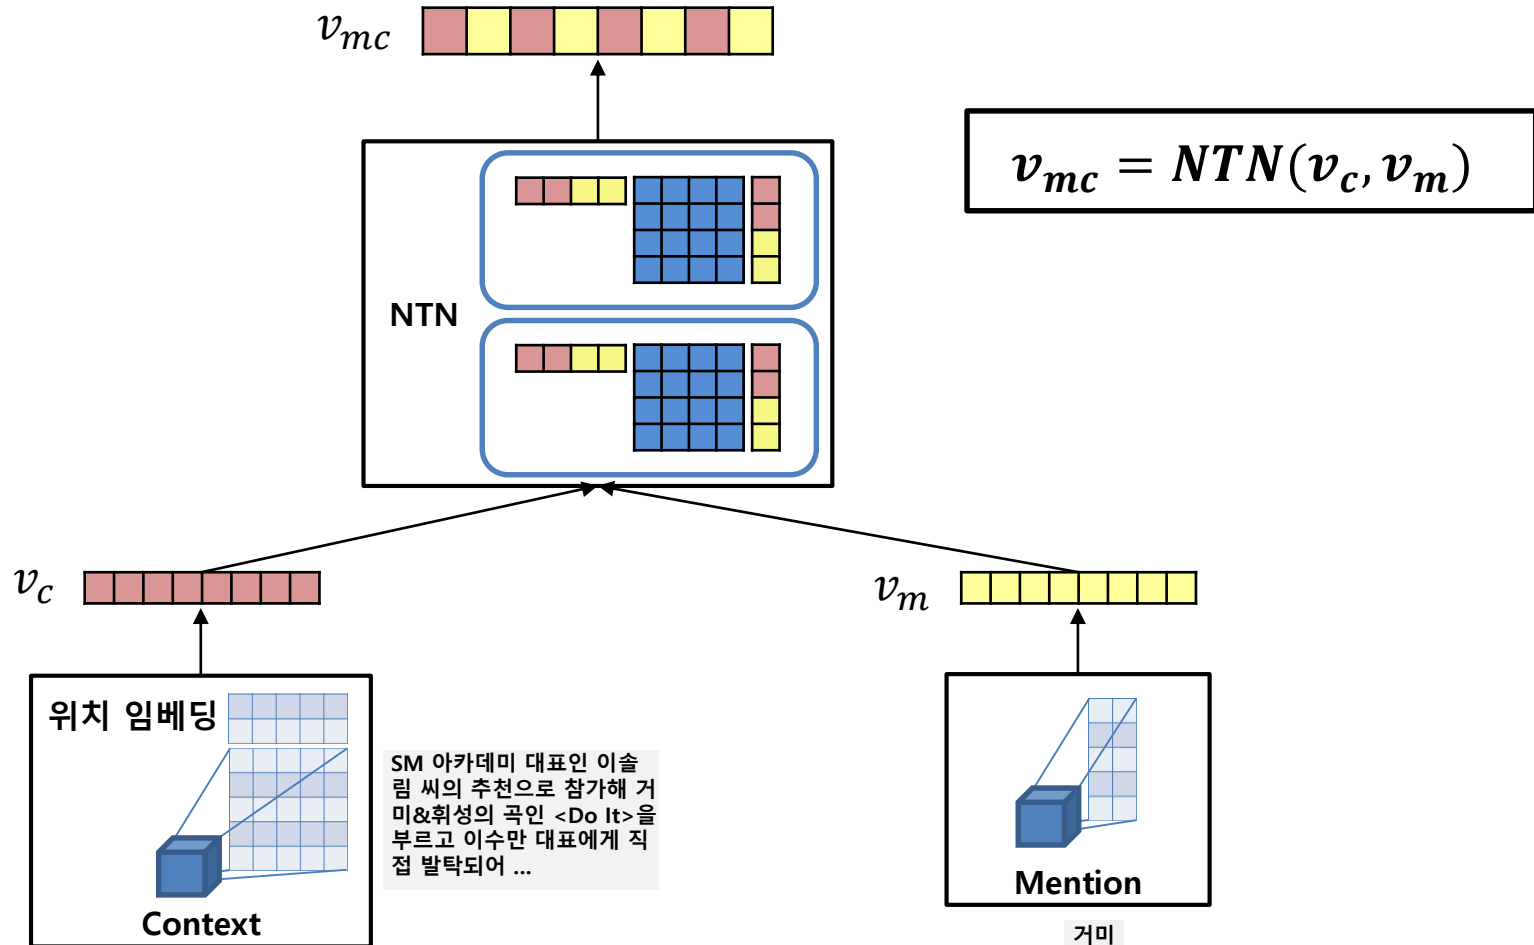 v_mc
v_mc = NTN(v_c, v_m)
NTN
v_c
v_m
위치 임베딩
Context
SM 아카데미 대표인 이솔
림 씨의 추천으로 참가해 거
미&휘성의 곡인 <Do It>을
부르고 이수만 대표에게 직
접 발탁되어 ...
Mention
거미